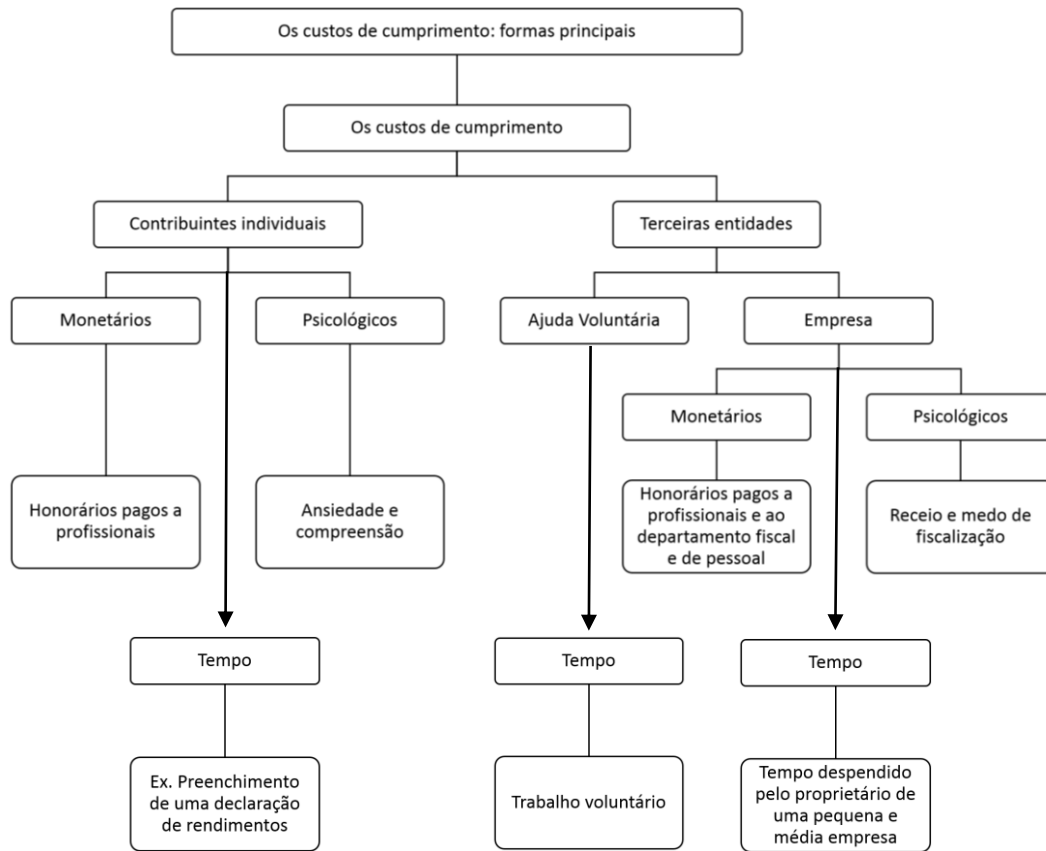 Os custos de cumprimento: formas principais
Os custos de cumprimento
Contribuintes individuais
Terceiras entidades
Monetários
Psicológicos
Ajuda Voluntária
Empresa
Monetários
Psicológicos
Honorários pagos a
profissionais
Ansiedade e
compreensão
Honorários pagos a
profissionais e ao
departamento fiscal
e de pessoal
Receio e medo de
fiscalização
Tempo
Tempo
Tempo
Ex. Preenchimento
de uma declaração
de rendimentos
Trabalho voluntário
Tempo despendido
pelo proprietário de
uma pequena e
média empresa